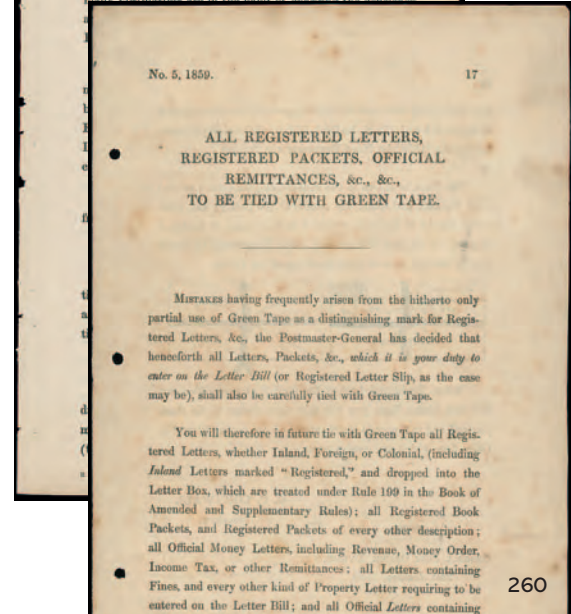 No. 5, 1859. 17
ALL REGISTERED LETTERS,
REGISTERED PACKETS, OFFICIAL
REMITTANCES, &c., &c.,
TO BE TIED WITH GREEN TAPE.
MISTAKES having frequently arisen from the hitherto only
partial use of Green Tape as a distinguishing mark for Regis-
tered Letters, &c., the Postmaster-General has decided that
henceforth all Letters, Packets, &c., which it is your duty to
enter on the Letter Bill (or Registered Letter Slip, as the case
may be), shall also be carefully tied with Green Tape.
You will therefore in future tie with Green Tape all Regis-
tered Letters, whether Inland, Foreign, or Colonial, (including
Inland Letters marked “Registered,” and dropped into the
Letter Box, which are treated under Rule 199 in the Book of
Amended and Supplementary Rules); all Registered Book
Packets, and Registered Packets of every other description;
all Official Money Letters, including Revenue, Money Order,
Income Tax, or other Remittances; all Letters containing
Fines, and every other kind of Property Letter requiring to be
entered on the Letter Bill; and all Official Letters containing
260